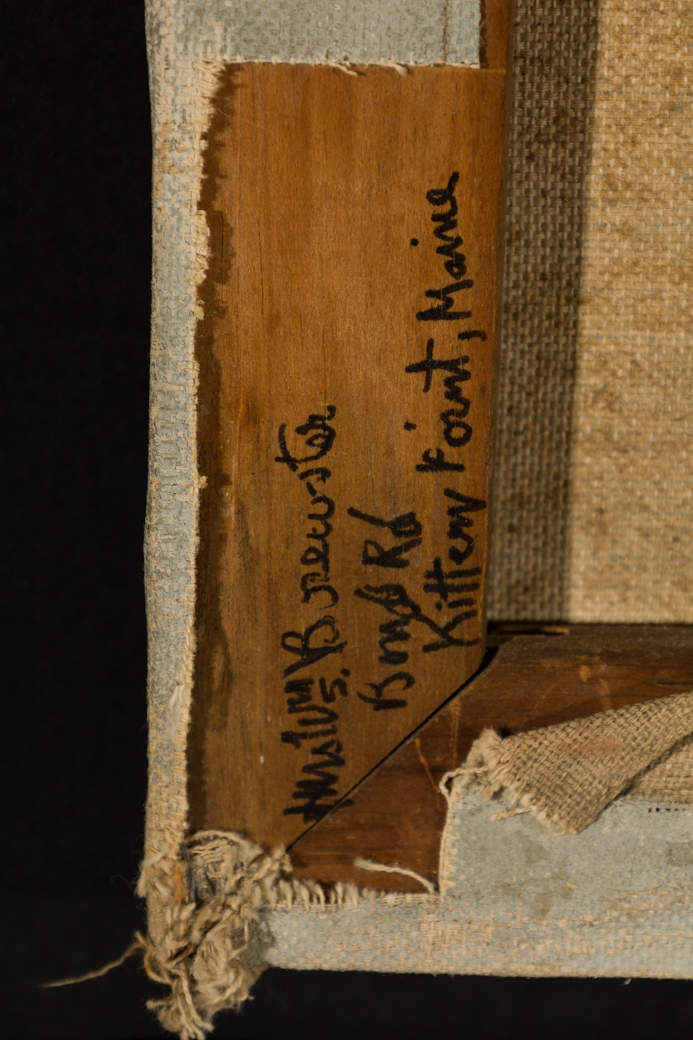 Brewster
Bond Rd
Kittery Point, Maine